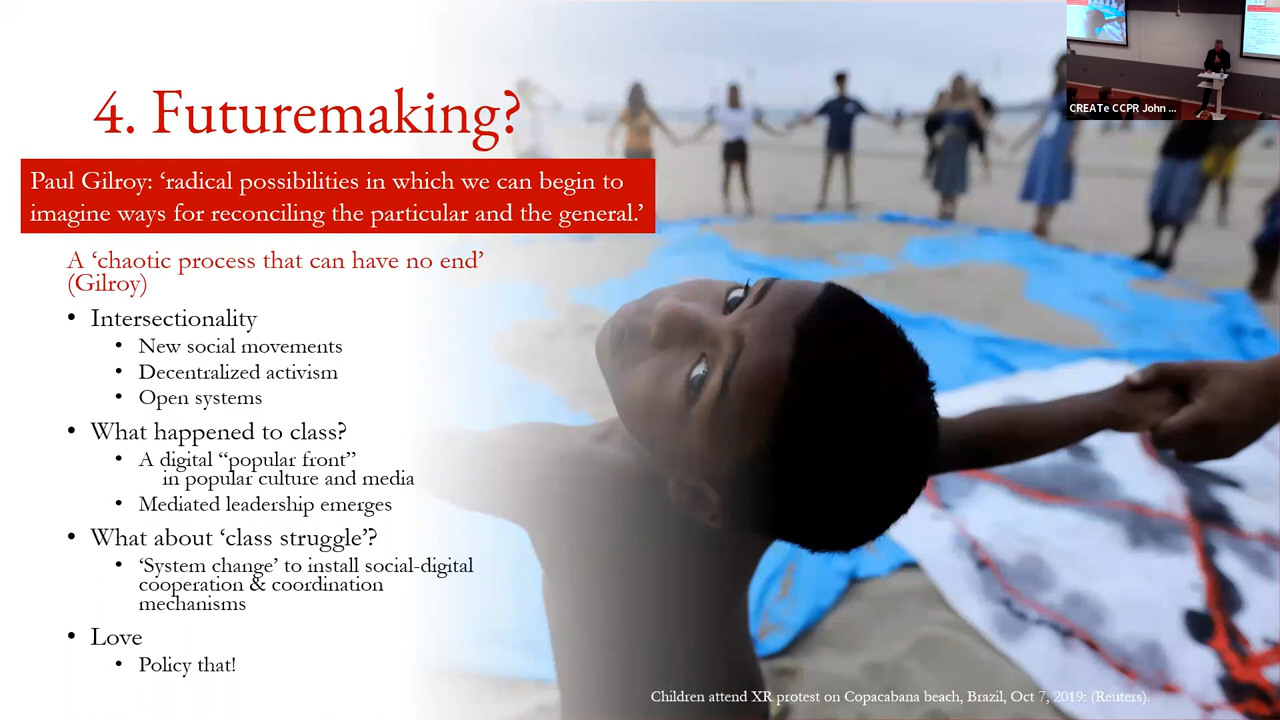 CREATe CCPR John ...
4. Futuremaking?
Paul Gilroy: ‘radical possibilities in which we can begin to
imagine ways for reconciling the particular and the general.’
A ‘chaotic process that can have no end’
(Gilroy)
• Intersectionality
• New social movements
• Decentralized activism
• Open systems
• What happened to class?
• A digital “popular front”
in popular culture and media
• Mediated leadership emerges
• What about ‘class struggle’?
• ‘System change’ to install social-digital
cooperation & coordination
mechanisms
• Love
• Policy that!
Children attend XR protest on Copacabana beach, Brazil, Oct 7, 2019: (Reuters).